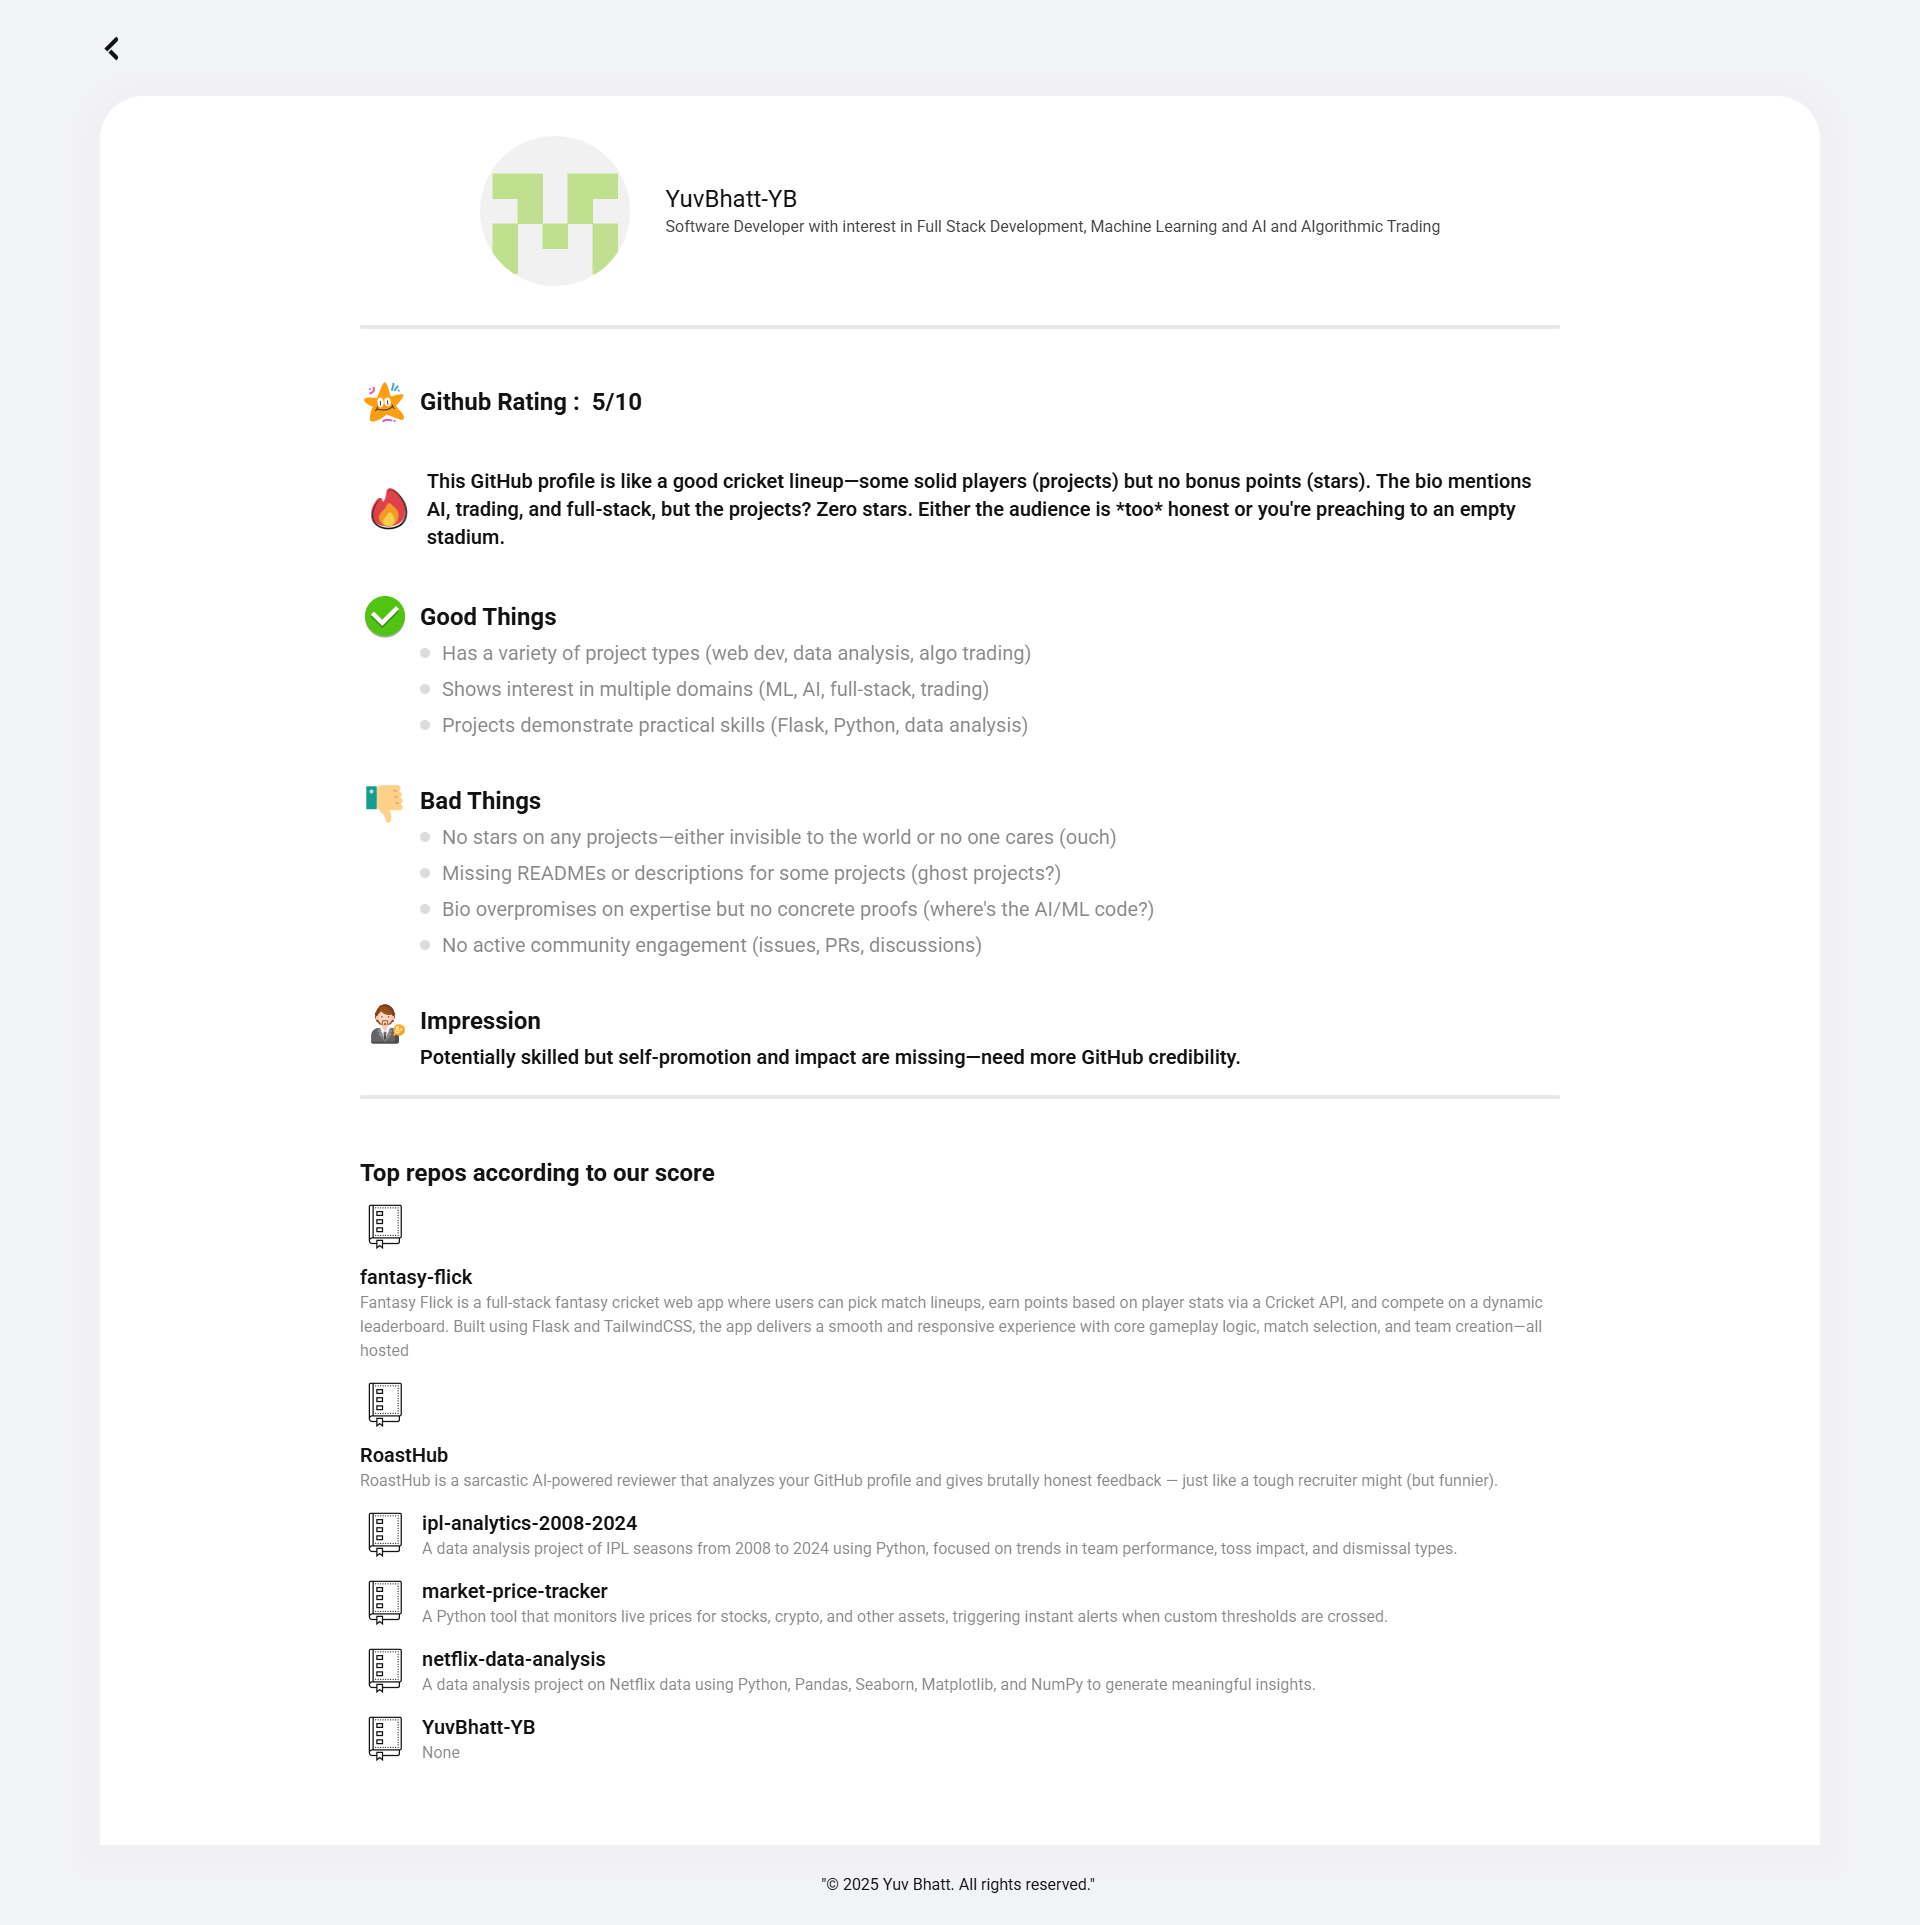 YuvBhatt-YB
Software Developer with interest in Full Stack Development, Machine Learning and AI and Algorithmic Trading
Github Rating : 5/10
This GitHub profile is like a good cricket lineup—some solid players (projects) but no bonus points (stars). The bio mentions
AI, trading, and full-stack, but the projects? Zero stars. Either the audience is *too* honest or you're preaching to an empty
stadium.
Good Things
Has a variety of project types (web dev, data analysis, algo trading)
Shows interest in multiple domains (ML, AI, full-stack, trading)
Projects demonstrate practical skills (Flask, Python, data analysis)
Bad Things
No stars on any projects—either invisible to the world or no one cares (ouch)
Missing READMEs or descriptions for some projects (ghost projects?)
Bio overpromises on expertise but no concrete proofs (where's the AI/ML code?)
No active community engagement (issues, PRs, discussions)
Impression
Potentially skilled but self-promotion and impact are missing—need more GitHub credibility.
Top repos according to our score
fantasy-flick
Fantasy Flick is a full-stack fantasy cricket web app where users can pick match lineups, earn points based on player stats via a Cricket API, and compete on a dynamic
leaderboard. Built using Flask and TailwindCSS, the app delivers a smooth and responsive experience with core gameplay logic, match selection, and team creation—all
hosted
RoastHub
RoastHub is a sarcastic AI-powered reviewer that analyzes your GitHub profile and gives brutally honest feedback — just like a tough recruiter might (but funnier).
ipl-analytics-2008-2024
A data analysis project of IPL seasons from 2008 to 2024 using Python, focused on trends in team performance, toss impact, and dismissal types.
market-price-tracker
A Python tool that monitors live prices for stocks, crypto, and other assets, triggering instant alerts when custom thresholds are crossed.
netflix-data-analysis
A data analysis project on Netflix data using Python, Pandas, Seaborn, Matplotlib, and NumPy to generate meaningful insights.
YuvBhatt-YB
None
"© 2025 Yuv Bhatt. All rights reserved."